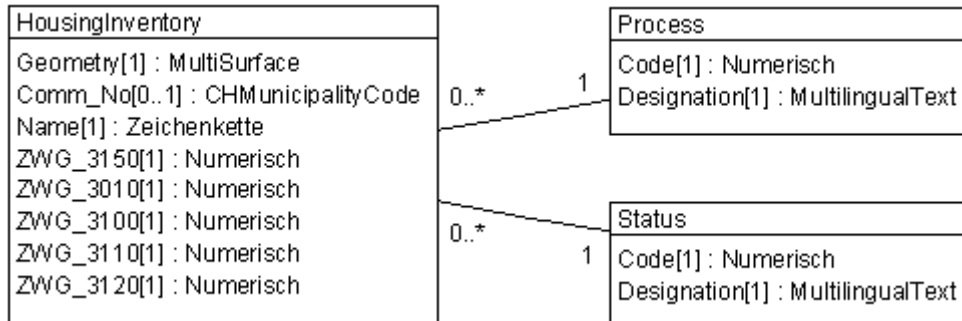 HousingInventory
Geometry[1] : MultiSurface
Comm_No[0..1] : CHMunicipalityCode
Name[1] : Zeichenkette
ZWG_3150[1] : Numerisch
ZWG_3010[1] : Numerisch
ZWG_3100[1] : Numerisch
ZWG_3110[1] : Numerisch
ZWG_3120[1] : Numerisch
0..*
1
Process
Code[1] : Numerisch
Designation[1] : MultilingualText
0..*
1
Status
Code[1] : Numerisch
Designation[1] : MultilingualText